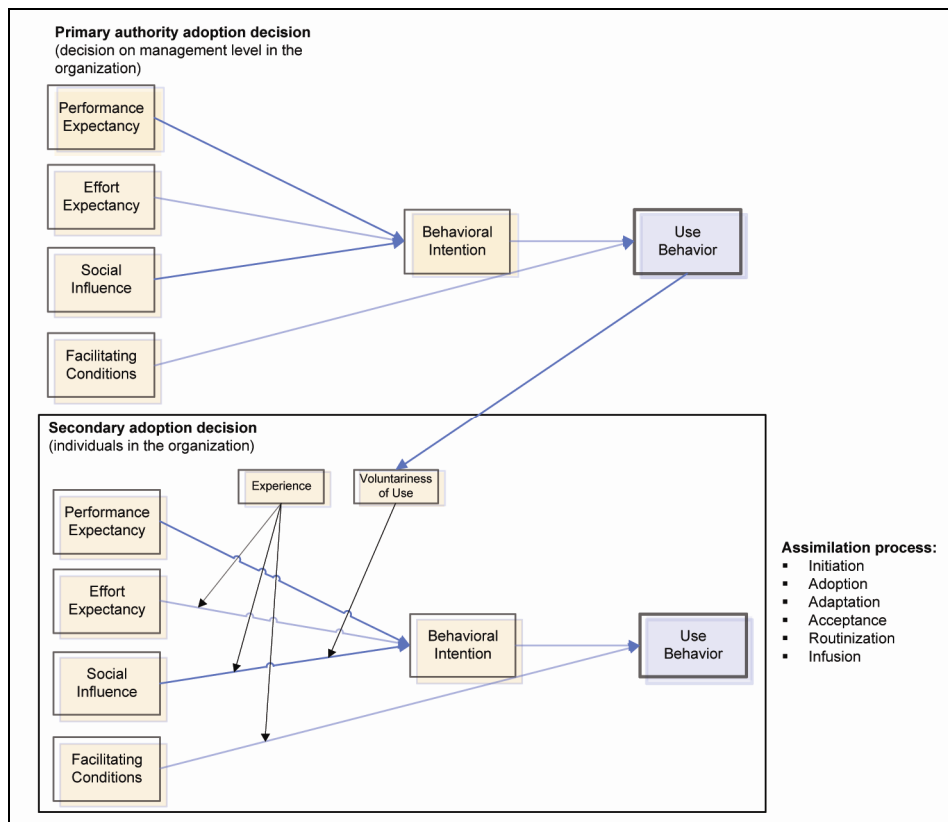 Primary authority adoption decision
(decision on management level in the
organization)
Performance
Expectancy
Effort
Expectancy
Social
Influence
Facilitating
Conditions
Behavioral
Intention
Use
Behavior
Secondary adoption decision
(individuals in the organization)
Experience
Voluntariness
of Use
Performance
Expectancy
Effort
Expectancy
Social
Influence
Facilitating
Conditions
Behavioral
Intention
Use
Behavior
Assimilation process:
▪ Initiation
▪ Adoption
▪ Adaptation
▪ Acceptance
▪ Routinization
▪ Infusion